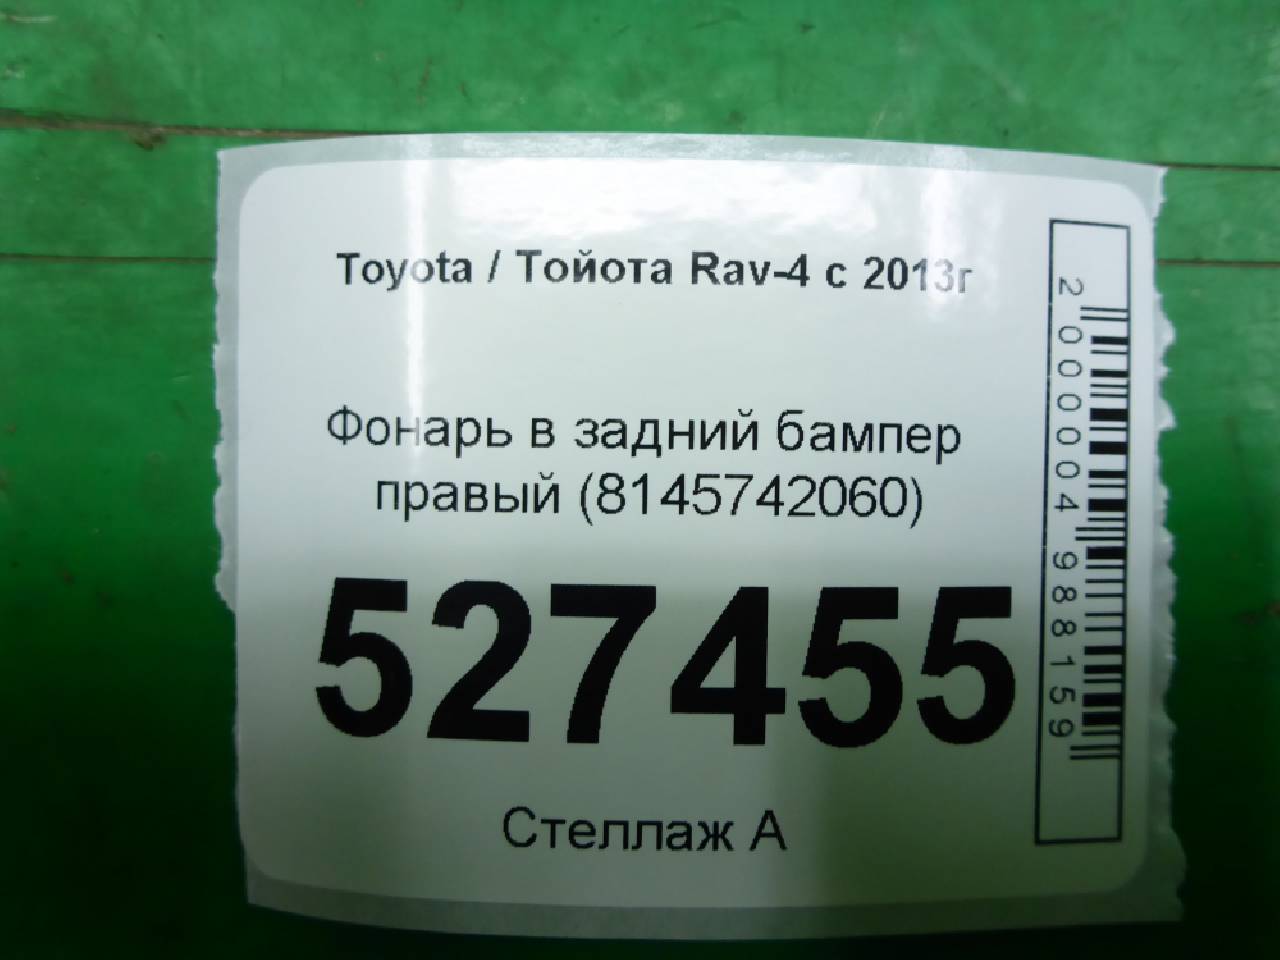 Toyota / Тойота Rav-4 с 2013г
Фонарь в задний бампер
правый (8145742060)
527455
Стеллаж А
2000004988159